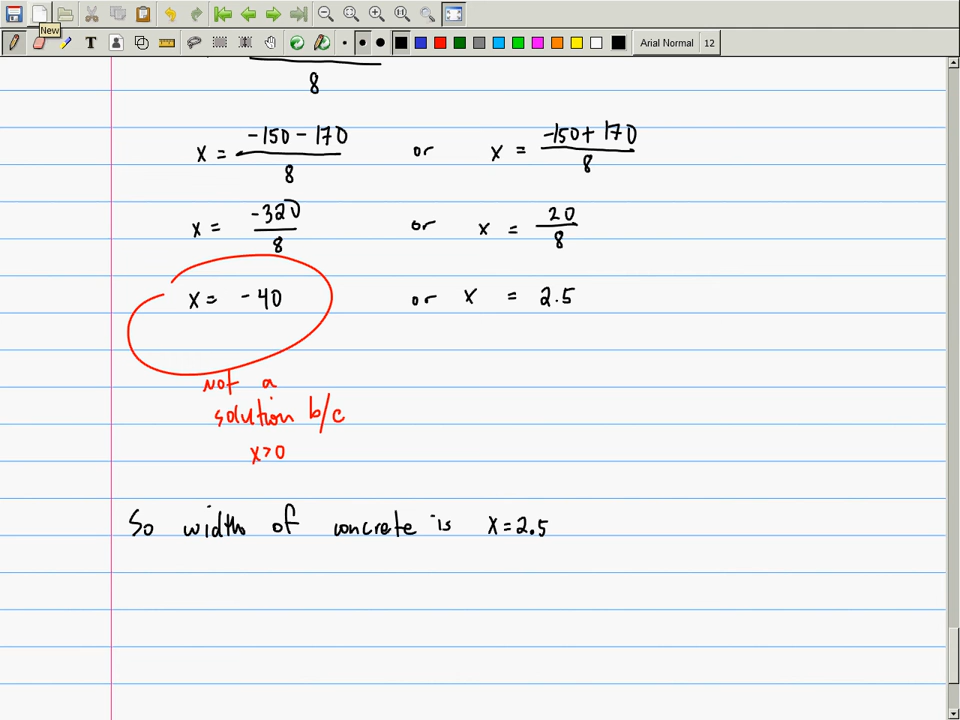 New
T
Arial Normal 12
8
x = -150 - 170 / 8 or x = -150 + 170 / 8
x = -320 / 8 or x = 20 / 8
x = -40 or x = 2.5
not a
solution b/c
x>0
So width of concrete is x = 2.5